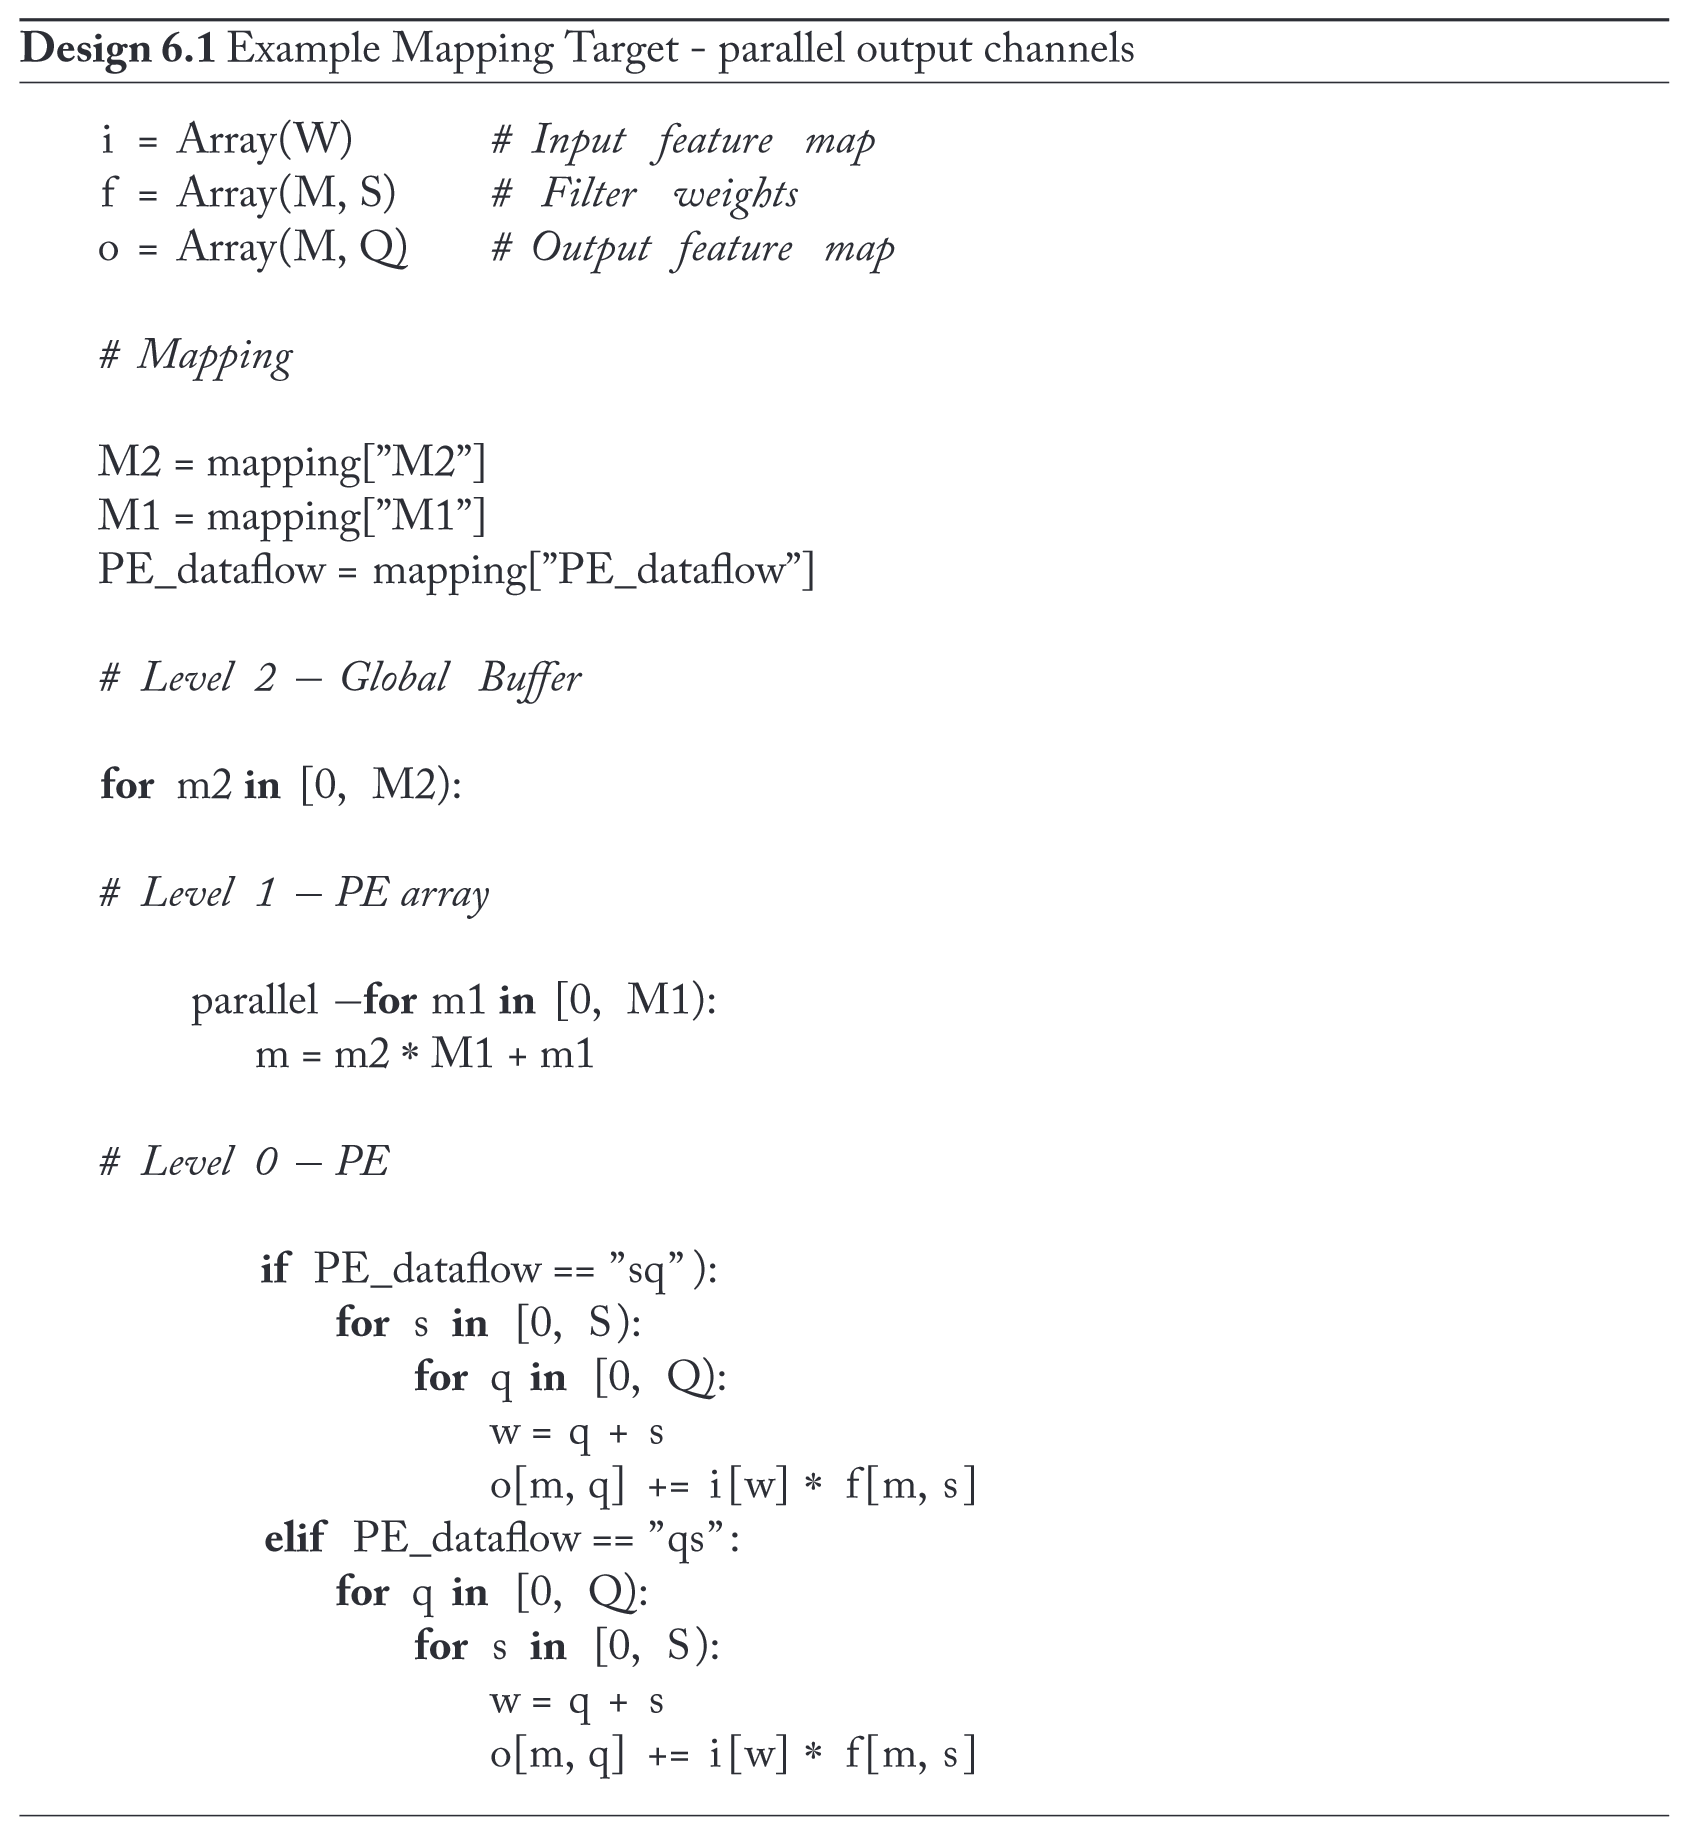 Design 6.1 Example Mapping Target - parallel output channels
i = Array(W) # Input feature map
f = Array(M, S) # Filter weights
o = Array(M, Q) # Output feature map
# Mapping
M2 = mapping["M2"]
M1 = mapping["M1"]
PE_dataflow = mapping["PE_dataflow"]
# Level 2 – Global Buffer
for m2 in [0, M2):
# Level 1 – PE array
parallel –for m1 in [0, M1):
m = m2 * M1 + m1
# Level 0 – PE
if PE_dataflow == "sq"):
for s in [0, S):
for q in [0, Q):
w = q + s
o[m, q] += i[w] * f[m, s]
elif PE_dataflow == "qs":
for q in [0, Q):
for s in [0, S):
w = q + s
o[m, q] += i[w] * f[m, s]